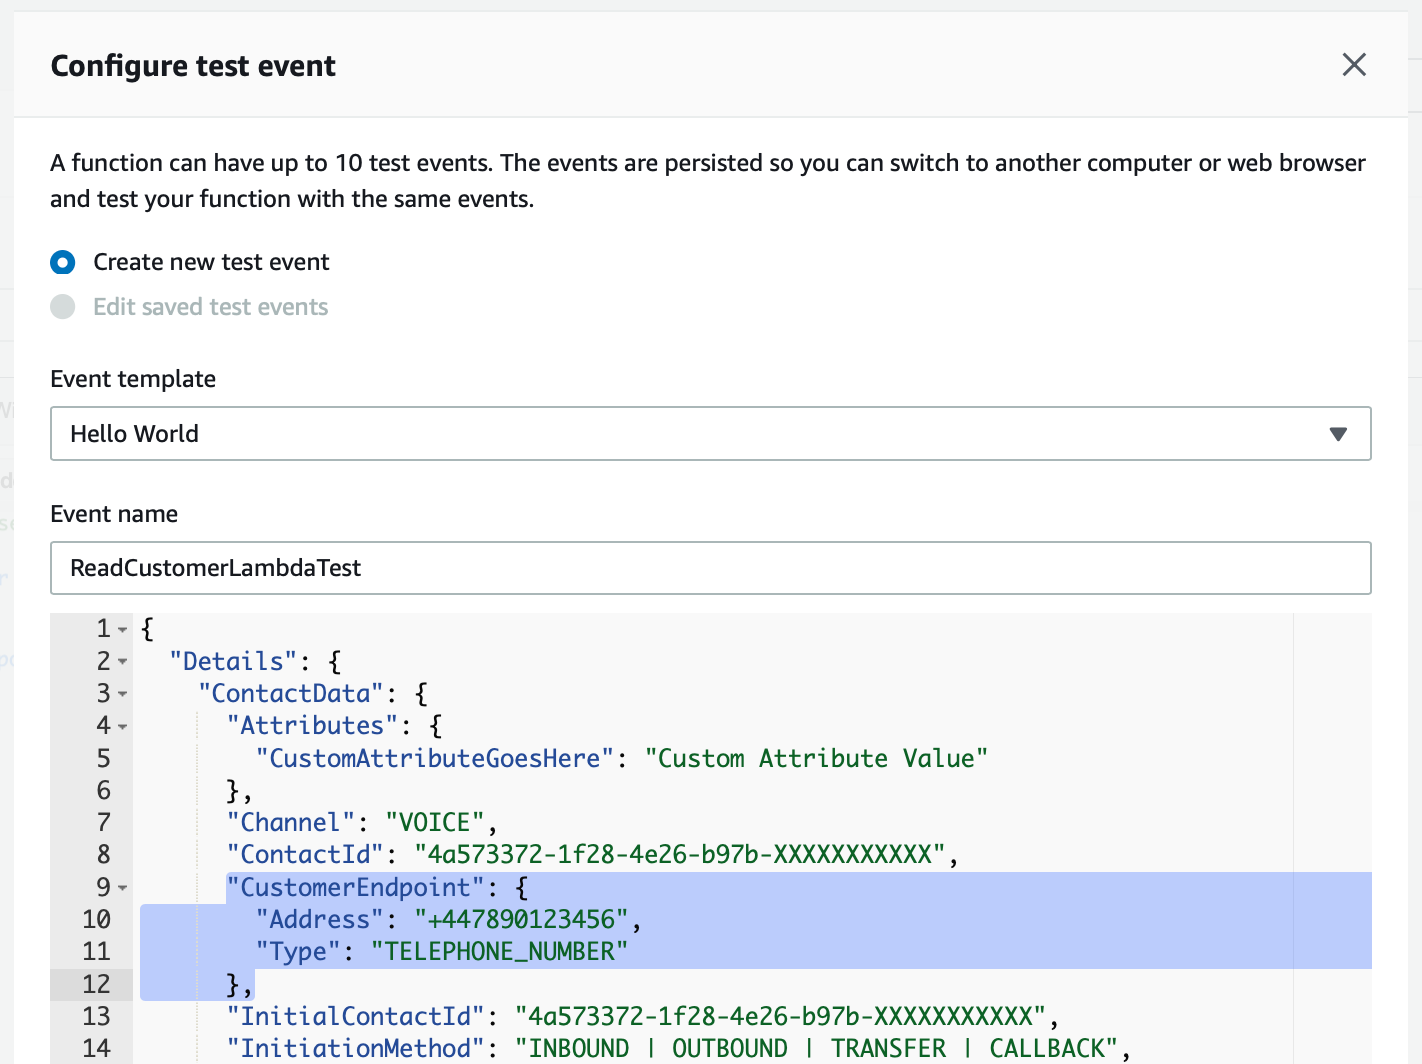 Configure test event
A function can have up to 10 test events. The events are persisted so you can switch to another computer or web browser
and test your function with the same events.
Create new test event
Edit saved test events
Event template
Hello World
Event name
ReadCustomerLambdaTest
1 {
2 "Details": {
3 "ContactData": {
4 "Attributes": {
5 "CustomAttributeGoesHere": "Custom Attribute Value"
6 },
7 "Channel": "VOICE",
8 "ContactId": "4a573372-1f28-4e26-b97b-XXXXXXXXXXX",
9 "CustomerEndpoint": {
10 "Address": "+447890123456",
11 "Type": "TELEPHONE_NUMBER"
12 },
13 "InitialContactId": "4a573372-1f28-4e26-b97b-XXXXXXXXXXX",
14 "InitiationMethod": "INBOUND | OUTBOUND | TRANSFER | CALLBACK",